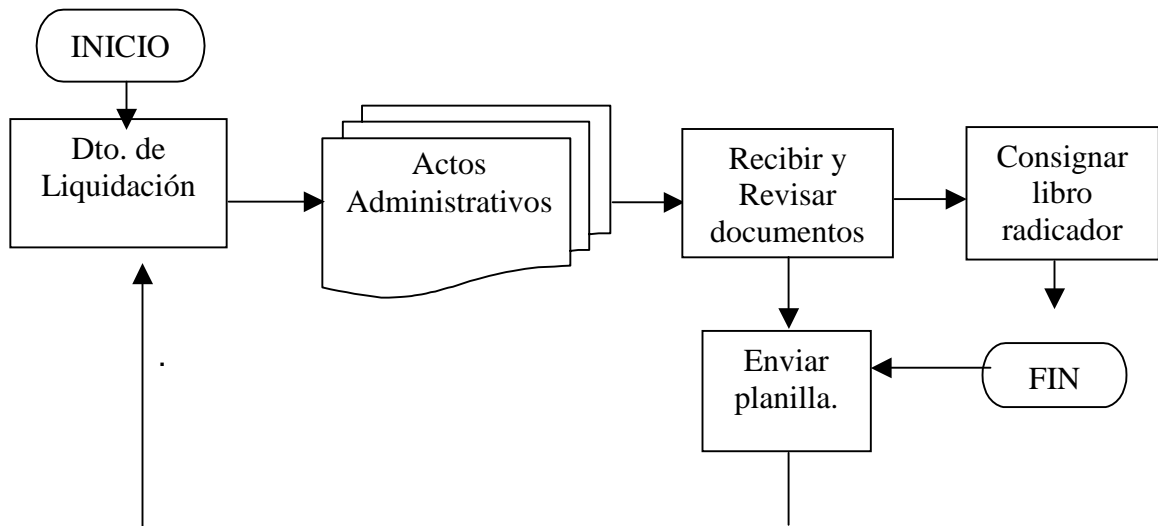 INICIO
Dto. de
Liquidación
Actos
Administrativos
Recibir y
Revisar
documentos
Consignar
libro
radicador
Enviar
planilla.
FIN
.